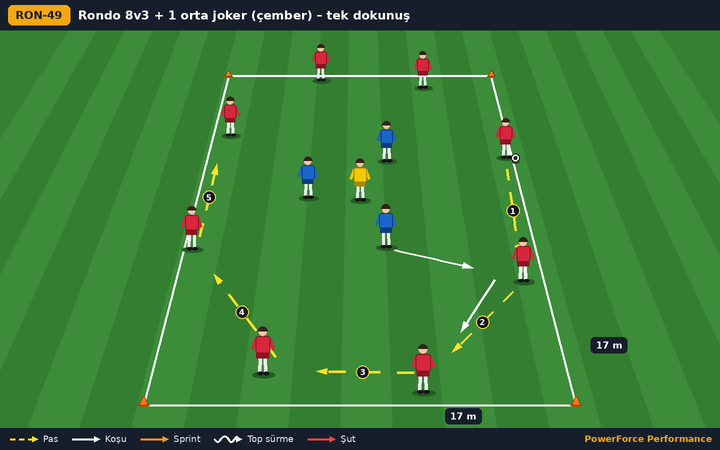 RON-49 Rondo 8v3 + 1 orta joker (çember) – tek dokunuş
1
5
2
4
3
17 m
17 m
Pas Koşu Sprint Top sürme Şut PowerForce Performance